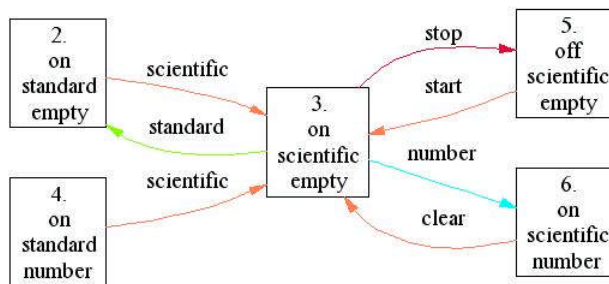 2.
on
standard
empty
scientific
standard
4.
on
standard
number
scientific
3.
on
scientific
empty
stop
start
number
clear
5.
off
scientific
empty
6.
on
scientific
number